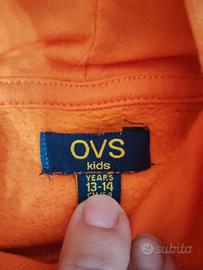 OVS
kids
YEARS
13-14
subito